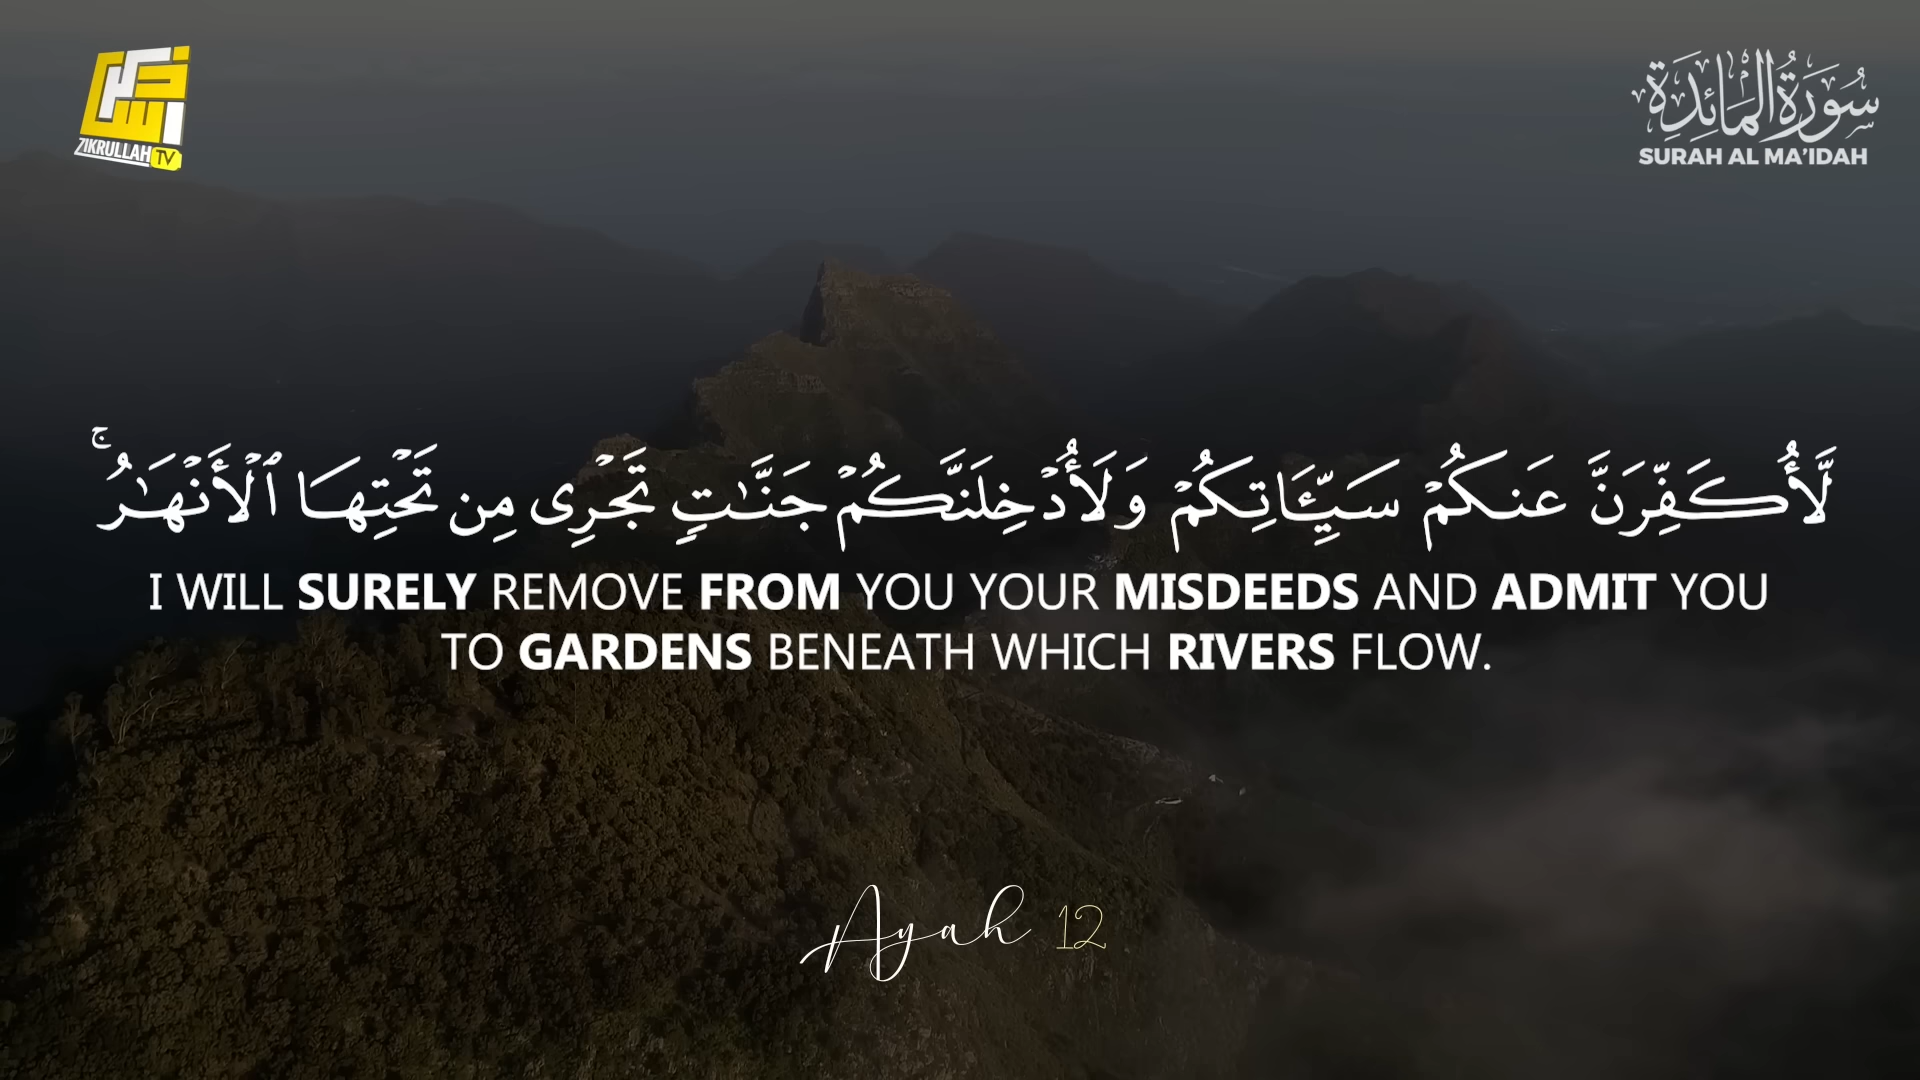 ZIKRULLAH TV
سُورَةُ المَائِدَةِ
SURAH AL MA'IDAH
لَّأُكَفِّرَنَّ عَنكُمْ سَيِّـَٔاتِكُمْ وَلَأُدْخِلَنَّكُمْ جَنَّـٰتٍ تَجْرِى مِن تَحْتِهَا ٱلْأَنْهَـٰرُ ۚ
I WILL SURELY REMOVE FROM YOU YOUR MISDEEDS AND ADMIT YOU
TO GARDENS BENEATH WHICH RIVERS FLOW.
Ayah 12